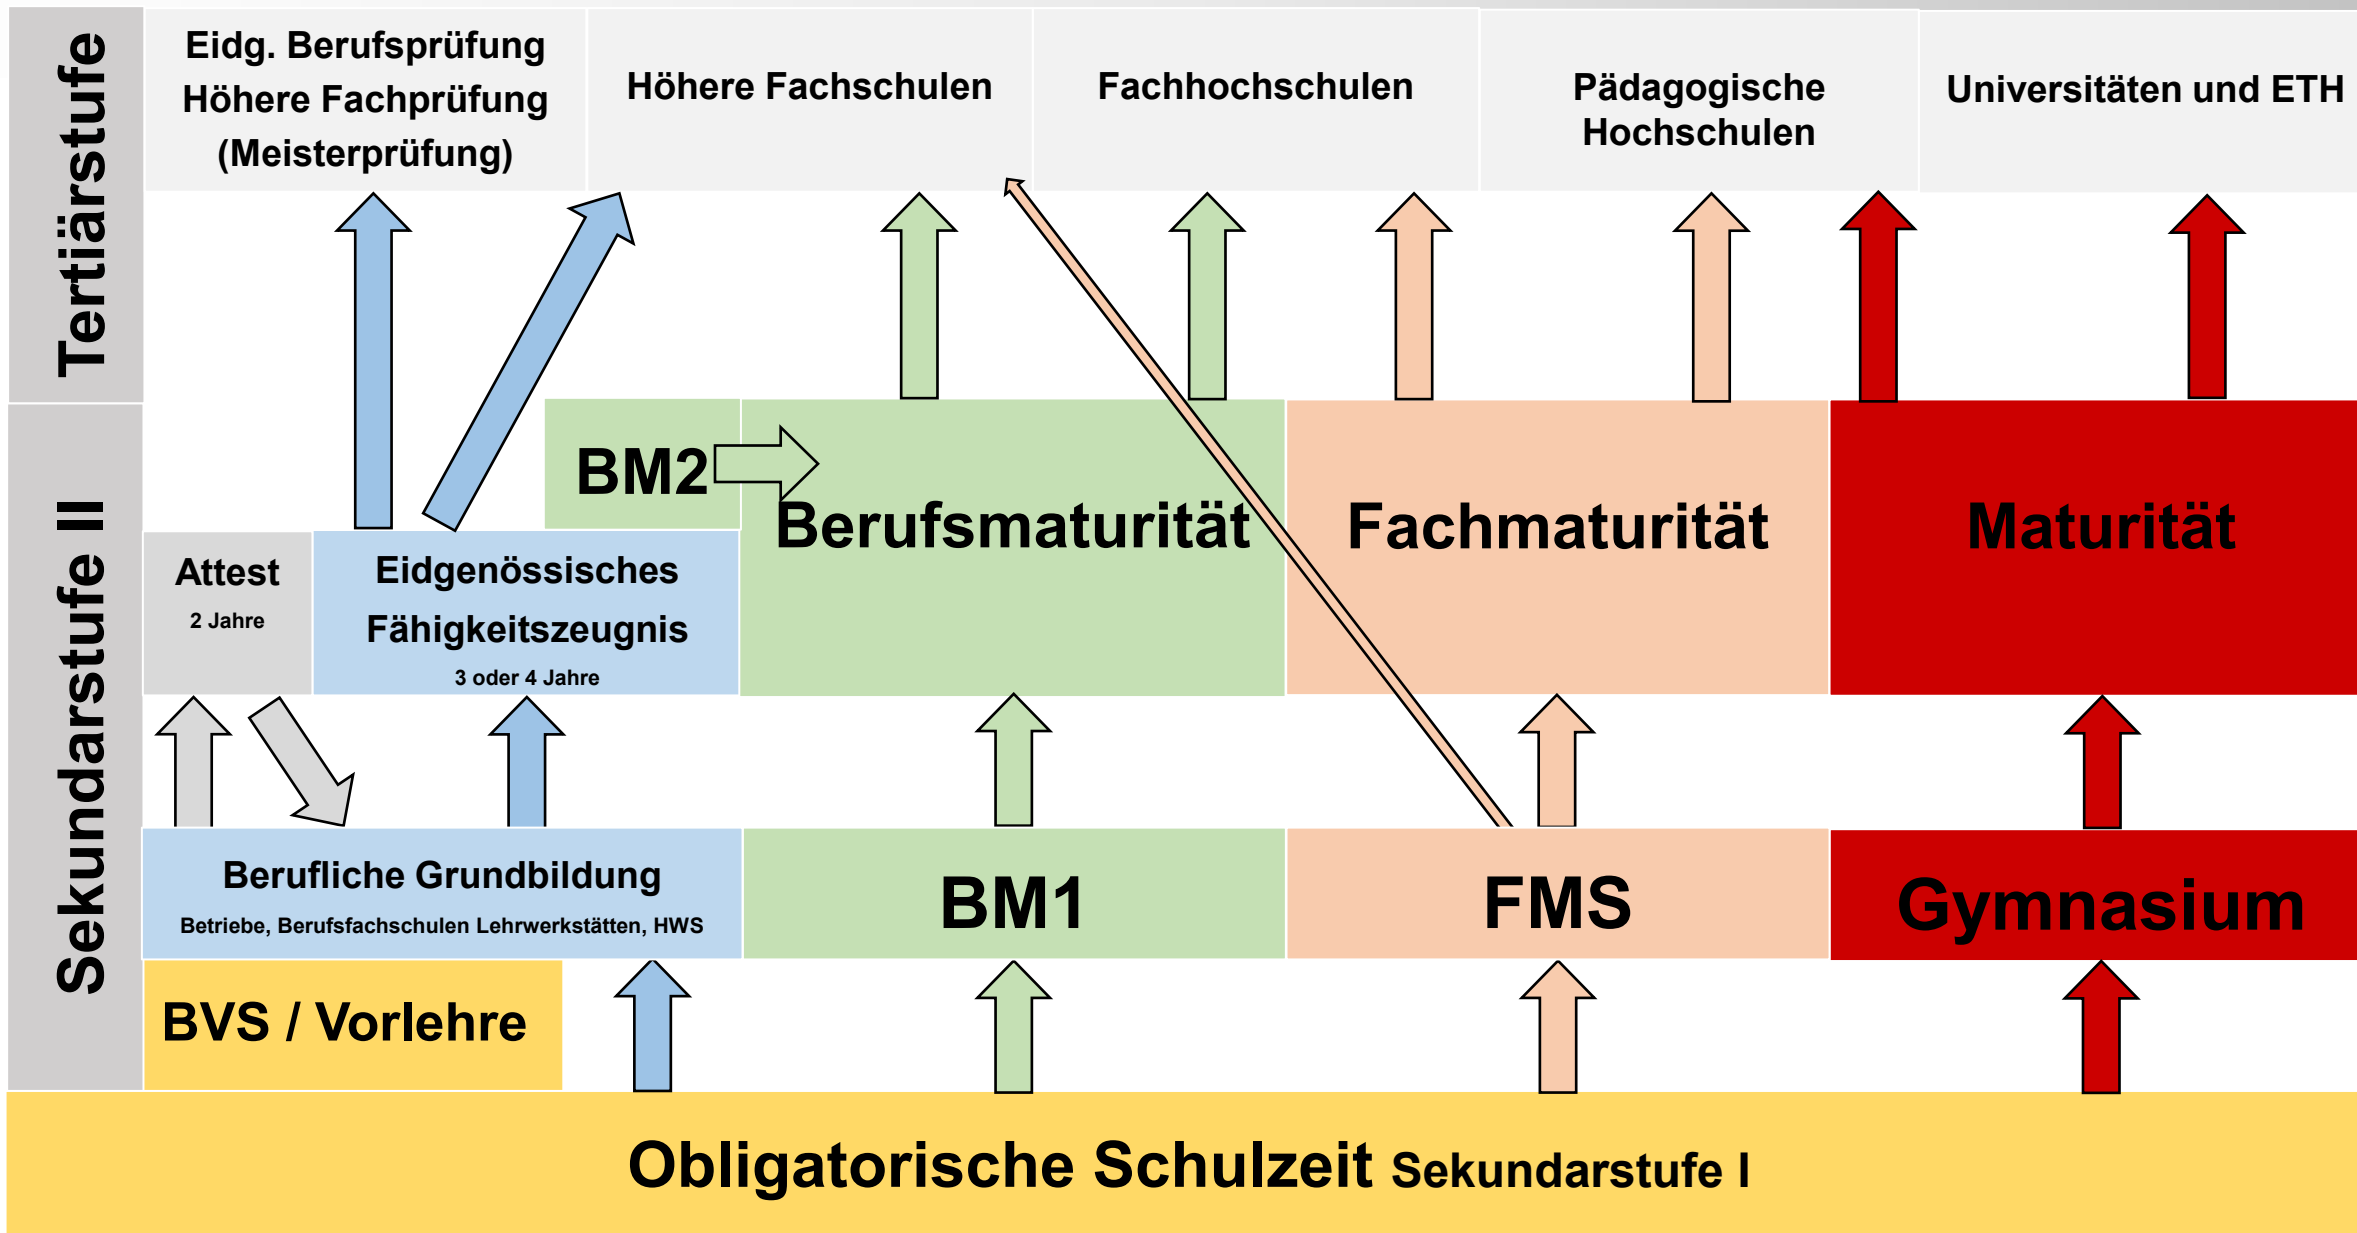 Tertiärstufe
Eidg. Berufsprüfung
Höhere Fachprüfung
(Meisterprüfung)
Höhere Fachschulen
Fachhochschulen
Pädagogische
Hochschulen
Universitäten und ETH
Sekundarstufe II
BM2
Berufsmaturität
Fachmaturität
Maturität
Attest
2 Jahre
Eidgenössisches
Fähigkeitszeugnis
3 oder 4 Jahre
Berufliche Grundbildung
Betriebe, Berufsfachschulen Lehrwerkstätten, HWS
BM1
FMS
Gymnasium
BVS / Vorlehre
Obligatorische Schulzeit Sekundarstufe I